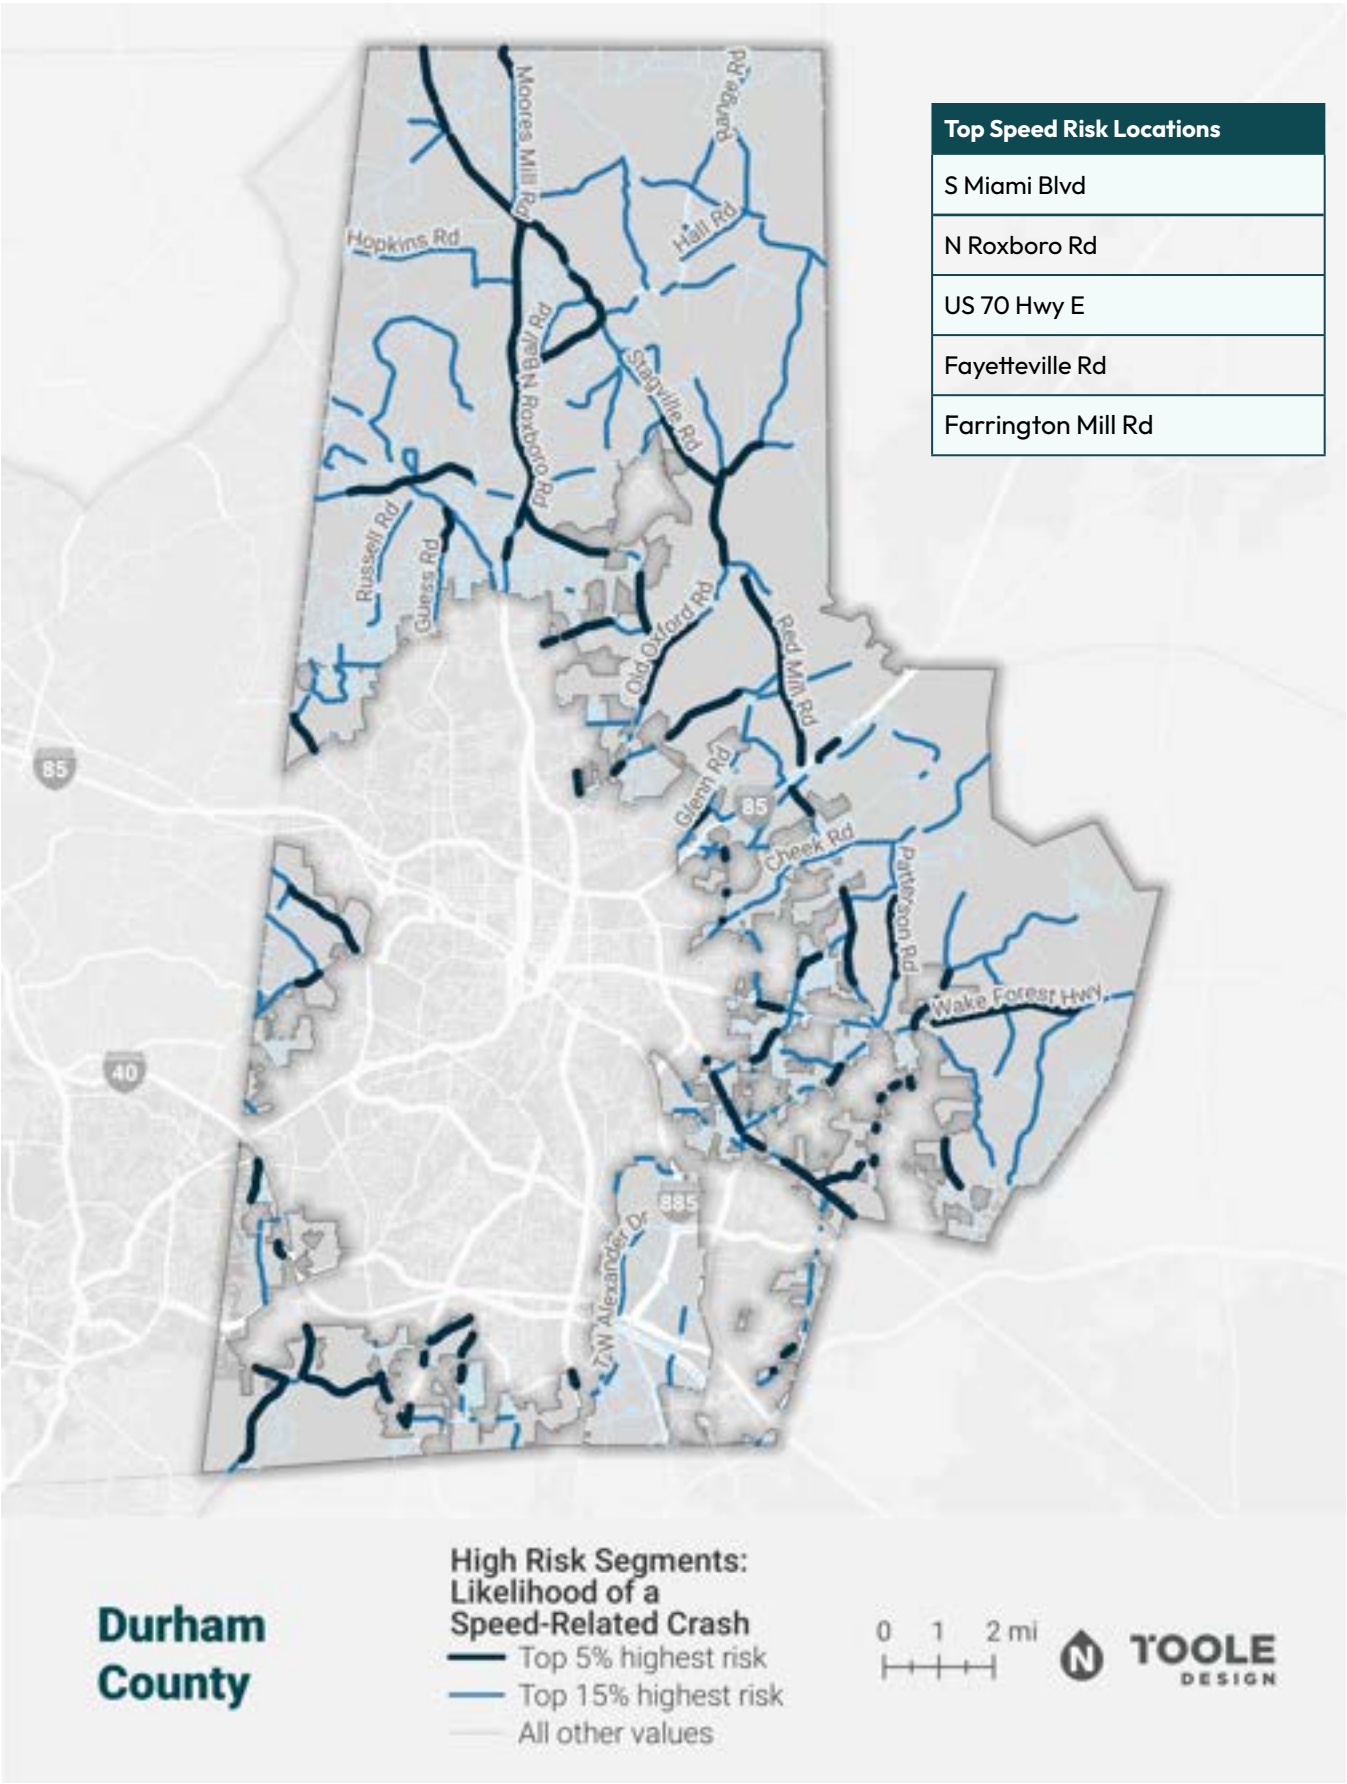 Top Speed Risk Locations
S Miami Blvd
N Roxboro Rd
US 70 Hwy E
Fayetteville Rd
Farrington Mill Rd
Range Rd
Moores Mill Rd
Hall Rd
Hopkins Rd
N Roxboro Rd
Stagville Rd
Russell Rd
Guess Rd
Old Oxford Rd
Red Mill Rd
85
Glenn Rd
85
Cheek Rd
Patterson Rd
Wake Forest Hwy
40
885
T.W Alexander Dr
Durham
County
High Risk Segments:
Likelihood of a
Speed-Related Crash
Top 5% highest risk
Top 15% highest risk
All other values
0 1 2 mi
N
TOOLE
DESIGN